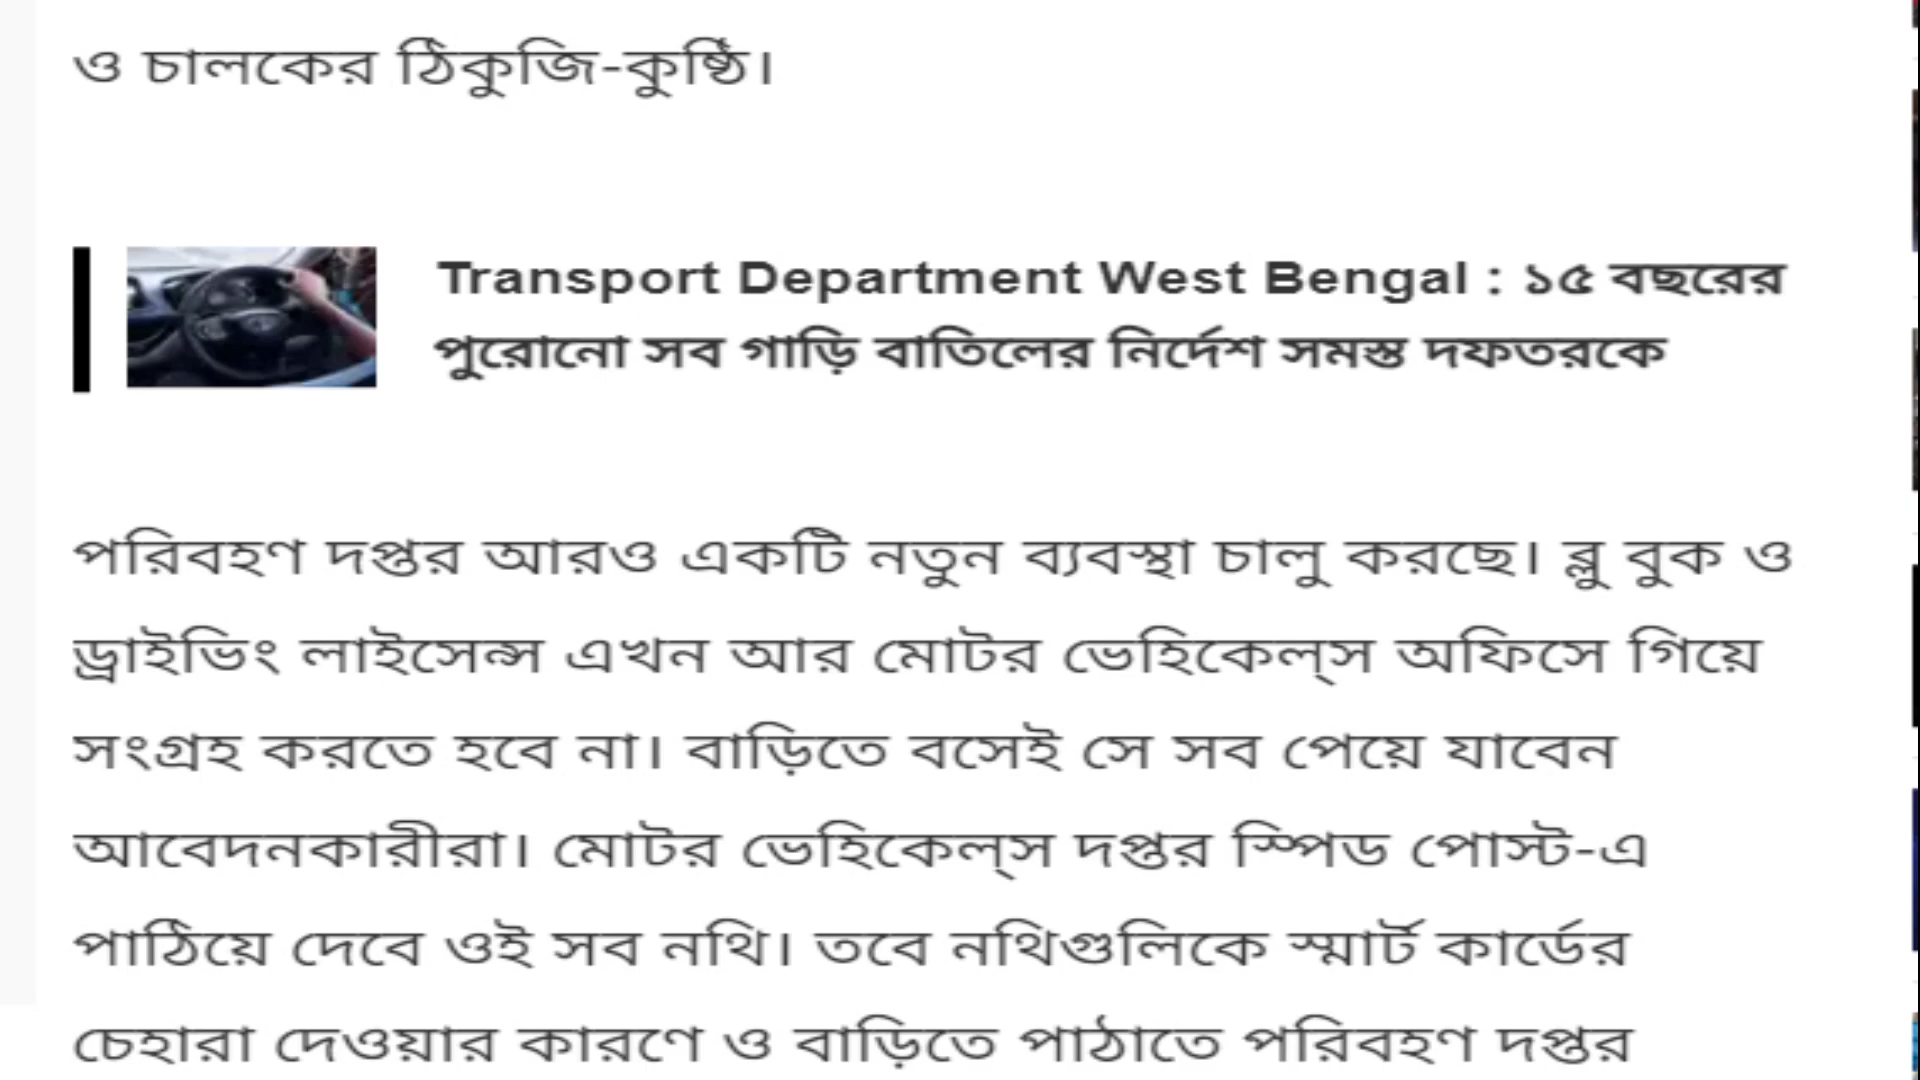 ও চালকের ঠিকুজি-কুষ্ঠি।
Transport Department West Bengal : ১৫ বছরের
পুরোনো সব গাড়ি বাতিলের নির্দেশ সমস্ত দফতরকে
পরিবহণ দপ্তর আরও একটি নতুন ব্যবস্থা চালু করছে। ব্লু বুক ও
ড্রাইভিং লাইসেন্স এখন আর মোটর ভেহিকেল্‌স অফিসে গিয়ে
সংগ্রহ করতে হবে না। বাড়িতে বসেই সে সব পেয়ে যাবেন
আবেদনকারীরা। মোটর ভেহিকেল্‌স দপ্তর স্পিড পোস্ট-এ
পাঠিয়ে দেবে ওই সব নথি। তবে নথিগুলিকে স্মার্ট কার্ডের
চেহারা দেওয়ার কারণে ও বাড়িতে পাঠাতে পরিবহণ দপ্তর